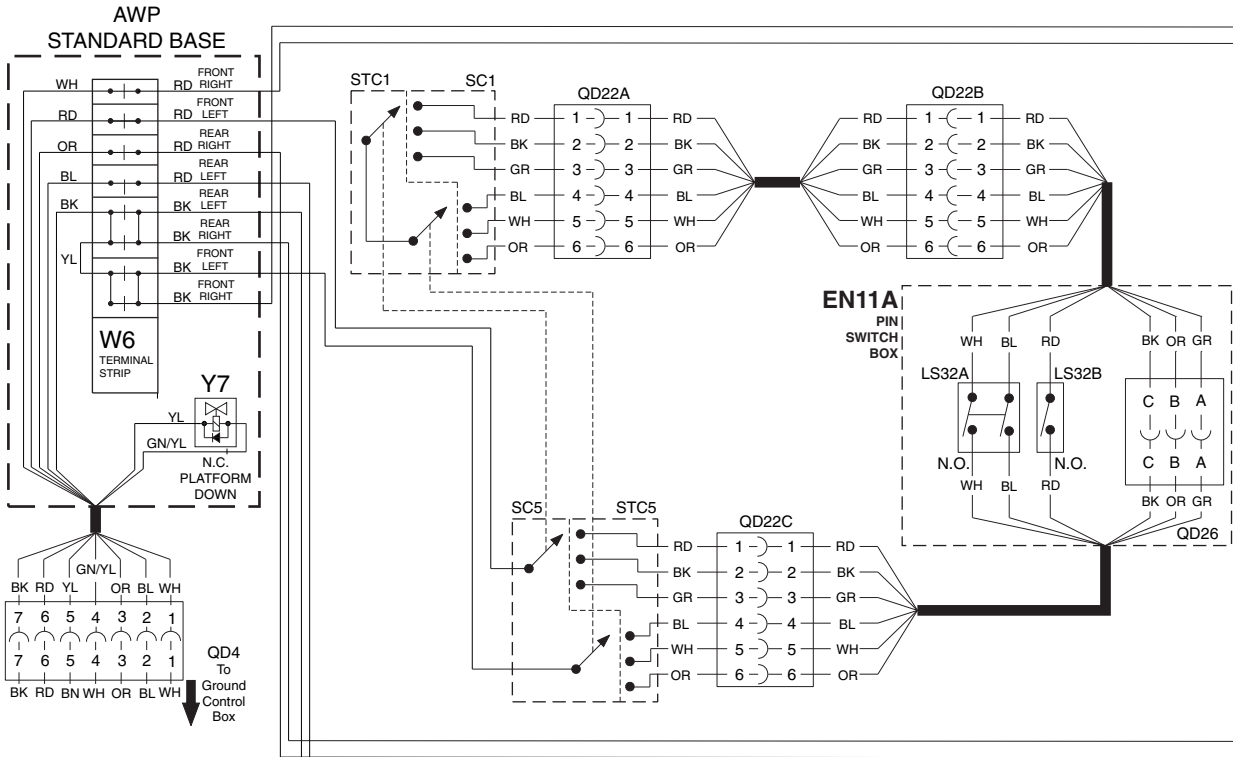 AWP
STANDARD BASE
WH RD FRONT RIGHT
RD RD FRONT LEFT
OR RD REAR RIGHT
BL RD REAR LEFT
BK BK REAR LEFT
BK REAR RIGHT
YL BK FRONT LEFT
BK FRONT RIGHT
W6
TERMINAL
STRIP
Y7
YL
GN/YL
N.C.
PLATFORM
DOWN
GN/YL
BK RD YL OR BL WH
7 6 5 4 3 2 1
7 6 5 4 3 2 1
BK RD BN WH OR BL WH
QD4
To
Ground
Control
Box
STC1 SC1 QD22A QD22B
RD 1 1 RD RD 1 1 RD
BK 2 2 BK BK 2 2 BK
GR 3 3 GR GR 3 3 GR
BL 4 4 BL BL 4 4 BL
WH 5 5 WH WH 5 5 WH
OR 6 6 OR OR 6 6 OR
EN11A
PIN
SWITCH
BOX
WH BL RD BK OR GR
LS32A LS32B
C B A
C B A
N.O. N.O.
WH BL RD BK OR GR
QD26
SC5 STC5 QD22C
RD 1 1 RD
BK 2 2 BK
GR 3 3 GR
BL 4 4 BL
WH 5 5 WH
OR 6 6 OR